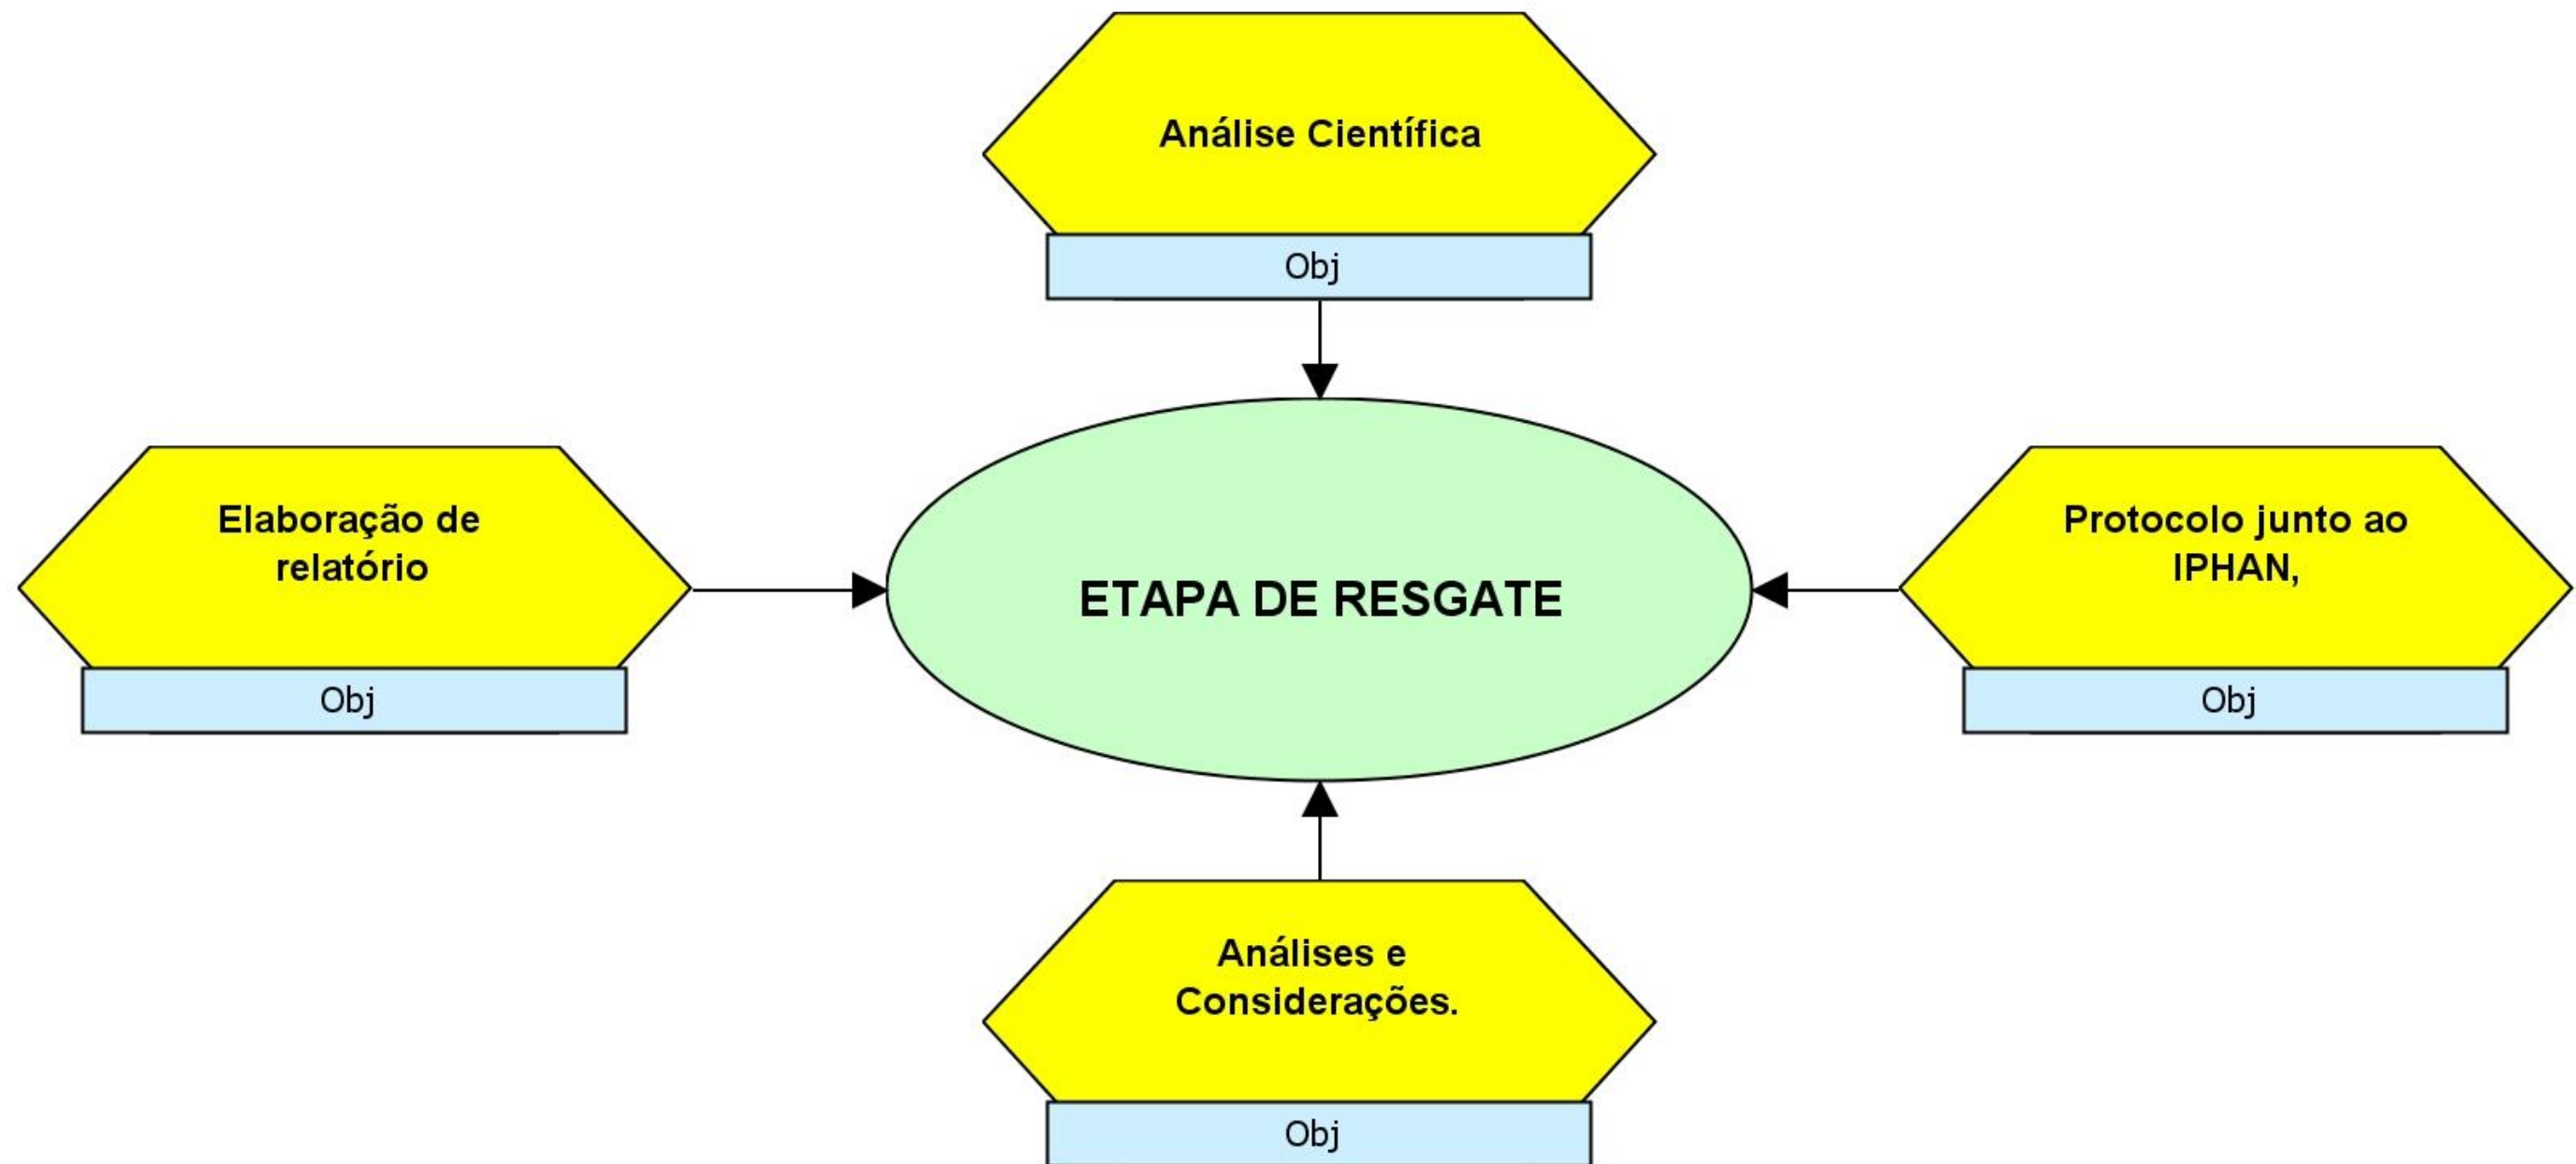 Análise Científica
Obj
Elaboração de
relatório
Obj
ETAPA DE RESGATE
Protocolo junto ao
IPHAN,
Obj
Análises e
Considerações.
Obj